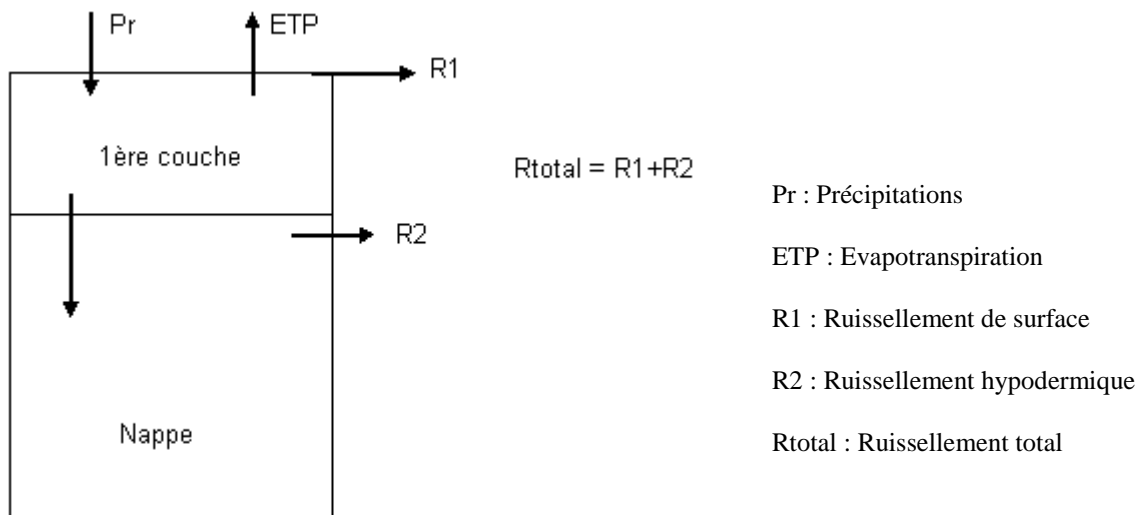 Pr
ETP
R1
1ère couche
Rtotal = R1+R2
R2
Nappe
Pr : Précipitations
ETP : Evapotranspiration
R1 : Ruissellement de surface
R2 : Ruissellement hypodermique
Rtotal : Ruissellement total